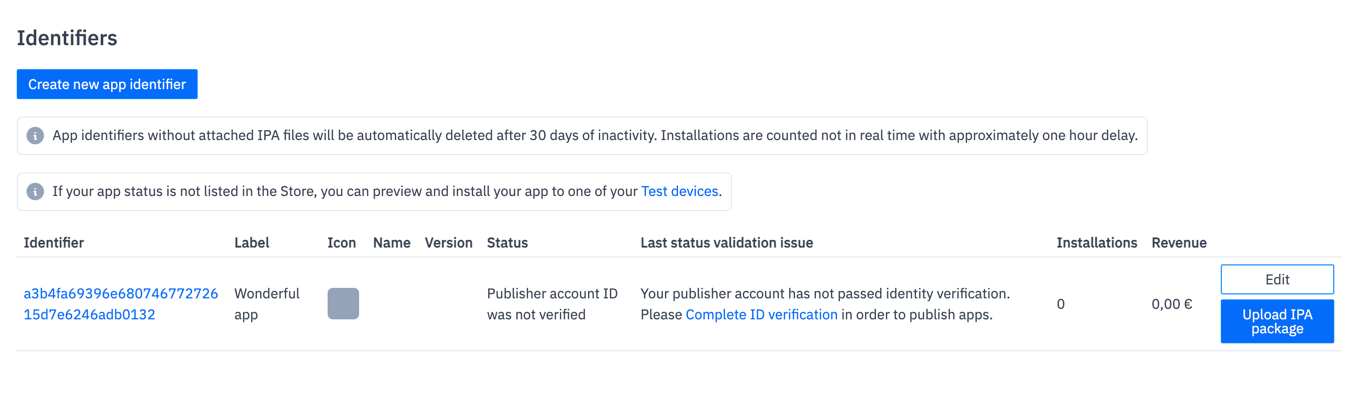 Identifiers
Create new app identifier
App identifiers without attached IPA files will be automatically deleted after 30 days of inactivity. Installations are counted not in real time with approximately one hour delay.
If your app status is not listed in the Store, you can preview and install your app to one of your Test devices.
Identifier Label Icon Name Version Status Last status validation issue Installations Revenue
a3b4fa69396e680746772726
15d7e6246adb0132
Wonderful
app
Publisher account ID
was not verified
Your publisher account has not passed identity verification.
Please Complete ID verification in order to publish apps.
0
0,00 €
Edit
Upload IPA
package